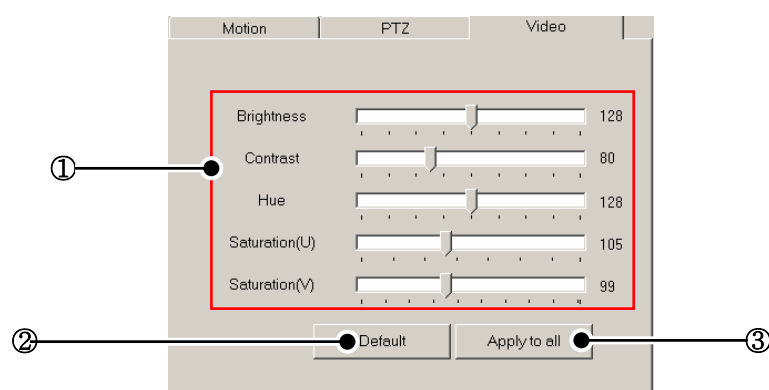 Motion PTZ Video
Brightness 128
① Contrast 80
Hue 128
Saturation(U) 105
Saturation(V) 99
② Default Apply to all ③